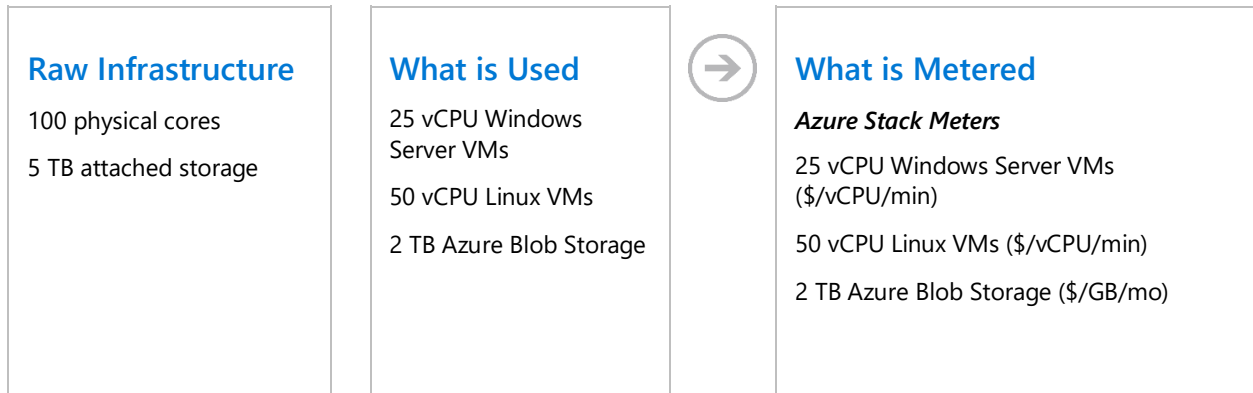 Raw Infrastructure
100 physical cores
5 TB attached storage
What is Used
25 vCPU Windows
Server VMs
50 vCPU Linux VMs
2 TB Azure Blob Storage
What is Metered
Azure Stack Meters
25 vCPU Windows Server VMs
($/vCPU/min)
50 vCPU Linux VMs ($/vCPU/min)
2 TB Azure Blob Storage ($/GB/mo)